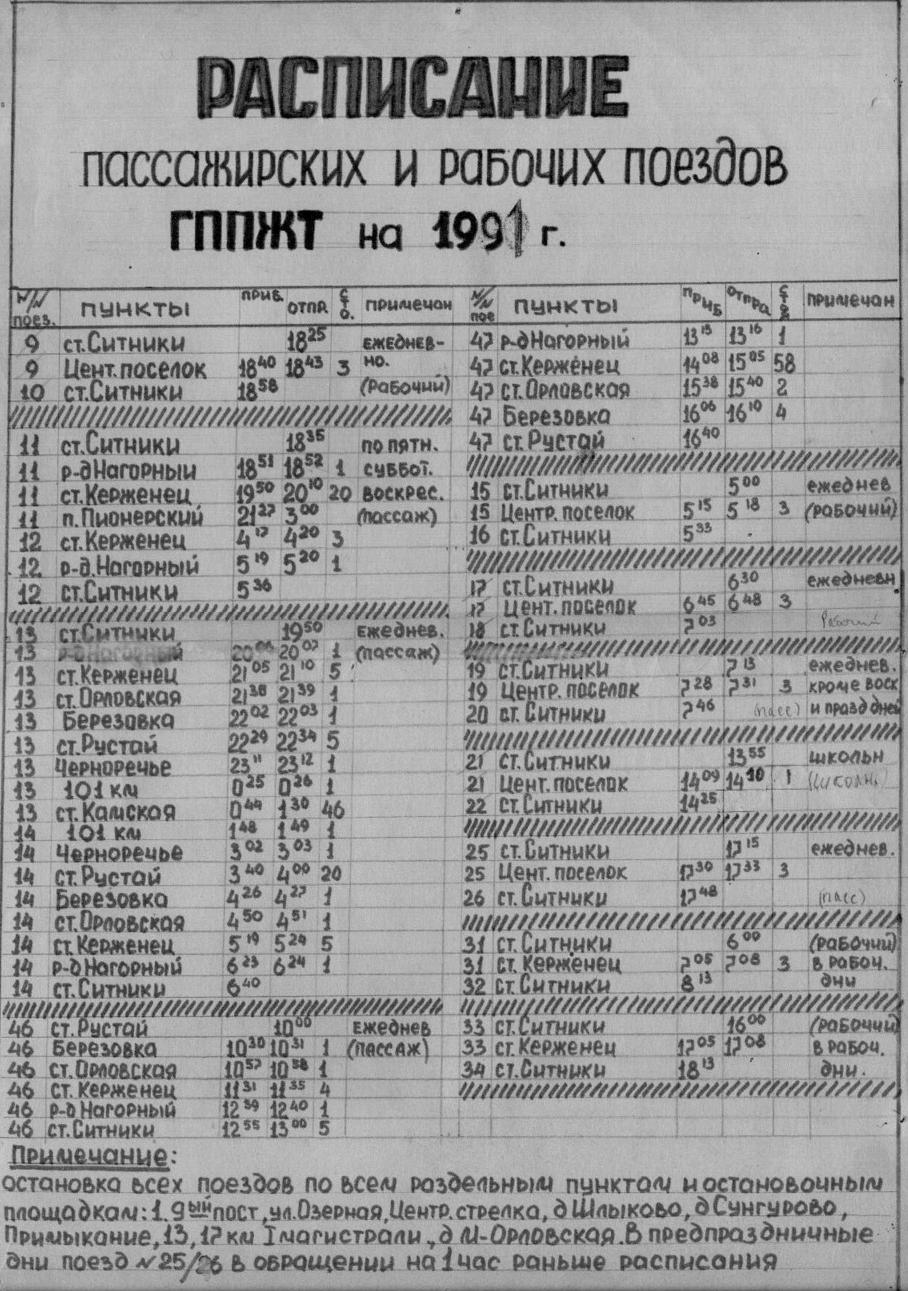 РАСПИСАНИЕ
ПАССАЖИРСКИХ И РАБОЧИХ ПОЕЗДОВ
ГППЖТ на 1991 г.
N/N поез. ПУНКТЫ ПРИБ. ОТПР. СТО. ПРИМЕЧАН
9 ст.Ситники 18²⁵ ЕЖЕДНЕВ-
9 Цент.поселок 18⁴⁰ 18⁴³ 3 НО.
10 ст.Ситники 18⁵⁸ (Рабочий)
11 ст.Ситники 18³⁵ по пятн.
11 р-д Нагорный 18⁵¹ 18⁵² 1 суббот.
11 ст.Керженец 19⁵⁰ 20¹⁰ 20 воскрес.
11 п.Пионерский 21²⁷ 3⁰⁰ (пассаж)
12 ст.Керженец 4¹⁷ 4²⁰ 3
12 р-д.Нагорный 5¹⁹ 5²⁰ 1
12 ст.Ситники 5³⁶
13 ст.Ситники 19⁵⁰ Ежеднев.
13 р-д Нагорный 20⁰⁶ 20⁰⁷ 1 (пассаж)
13 ст.Керженец 21⁰⁵ 21¹⁰ 5
13 ст.Орловская 21³⁸ 21³⁹ 1
13 Березовка 22⁰² 22⁰³ 1
13 ст.Рустай 22²⁹ 22³⁴ 5
13 Черноречье 23¹¹ 23¹² 1
13 101 км 0²⁵ 0²⁶ 1
13 ст.Камская 0⁴⁴ 1³⁰ 46
14 101 км 1⁴⁸ 1⁴⁹ 1
14 Черноречье 3⁰² 3⁰³ 1
14 ст.Рустай 3⁴⁰ 4⁰⁰ 20
14 Березовка 4²⁶ 4²⁷ 1
14 ст.Орловская 4⁵⁰ 4⁵¹ 1
14 ст.Керженец 5¹⁹ 5²⁴ 5
14 р-д Нагорный 6²³ 6²⁴ 1
14 ст.Ситники 6⁴⁰
46 ст.Рустай 10⁰⁰ Ежеднев
46 Березовка 10³⁰ 10³¹ 1 (пассаж)
46 ст.Орловская 10⁵⁷ 10⁵⁸ 1
46 ст.Керженец 11³¹ 11³⁵ 4
46 р-д Нагорный 12³⁹ 12⁴⁰ 1
46 ст.Ситники 12⁵⁵ 13⁰⁰ 5
N/N пое ПУНКТЫ ПРИБ ОТПРА СТО ПРИМЕЧАН
47 р-д Нагорный 13¹⁵ 13¹⁶ 1
47 ст.Керженец 14⁰⁸ 15⁰⁵ 58
47 ст.Орловская 15³⁸ 15⁴⁰ 2
47 Березовка 16⁰⁶ 16¹⁰ 4
47 ст.Рустай 16⁴⁰
15 ст.Ситники 5⁰⁰ ежеднев
15 Центр.поселок 5¹⁵ 5¹⁸ 3 (рабочий)
16 ст.Ситники 5³³
17 ст.Ситники 6³⁰ ежедневн
17 Цент.поселок 6⁴⁵ 6⁴⁸ 3
18 ст.Ситники 7⁰³ Рабочий
19 ст.Ситники 7¹³ ежеднев.
19 Центр.поселок 7²⁸ 7³¹ 3 кроме воск
20 ст.Ситники 7⁴⁶ (пасс) и празд дней
21 ст.Ситники 13⁵⁵ школьн
21 Цент.поселок 14⁰⁹ 14¹⁰ 1 (школн)
22 ст.Ситники 14²⁵
25 ст.Ситники 17¹⁵ ежеднев.
25 Цент.поселок 17³⁰ 17³³ 3
26 ст.Ситники 17⁴⁸ (пасс)
31 ст.Ситники 6⁰⁰ (рабочий)
31 ст.Керженец 7⁰⁵ 7⁰⁸ 3 в рабоч.
32 ст.Ситники 8¹³ дни
33 ст.Ситники 16⁰⁰ (рабочий
33 ст.Керженец 17⁰⁵ 17⁰⁸ в рабоч.
34 ст.Ситники 18¹³ дни.
Примечание:
остановка всех поездов по всем раздельным пунктам и остановочным
площадкам: 1.9ый пост, ул.Озерная, Центр.стрелка, д Шлыково, д Сунгурово,
Примыкание, 13, 17 км I магистрали, д М-Орловская. В предпраздничные
дни поезд N 25/26 в обращении на 1 час раньше расписания